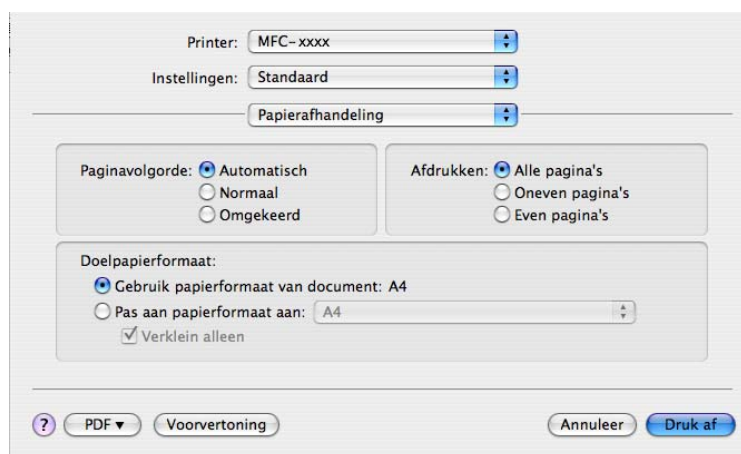 Printer: MFC-xxxx
Instellingen: Standaard
Papierafhandeling
Paginavolgorde: Automatisch
Normaal
Omgekeerd
Afdrukken: Alle pagina's
Oneven pagina's
Even pagina's
Doelpapierformaat:
Gebruik papierformaat van document: A4
Pas aan papierformaat aan: A4
Verklein alleen
? PDF ▼ Voorvertoning Annuleer Druk af